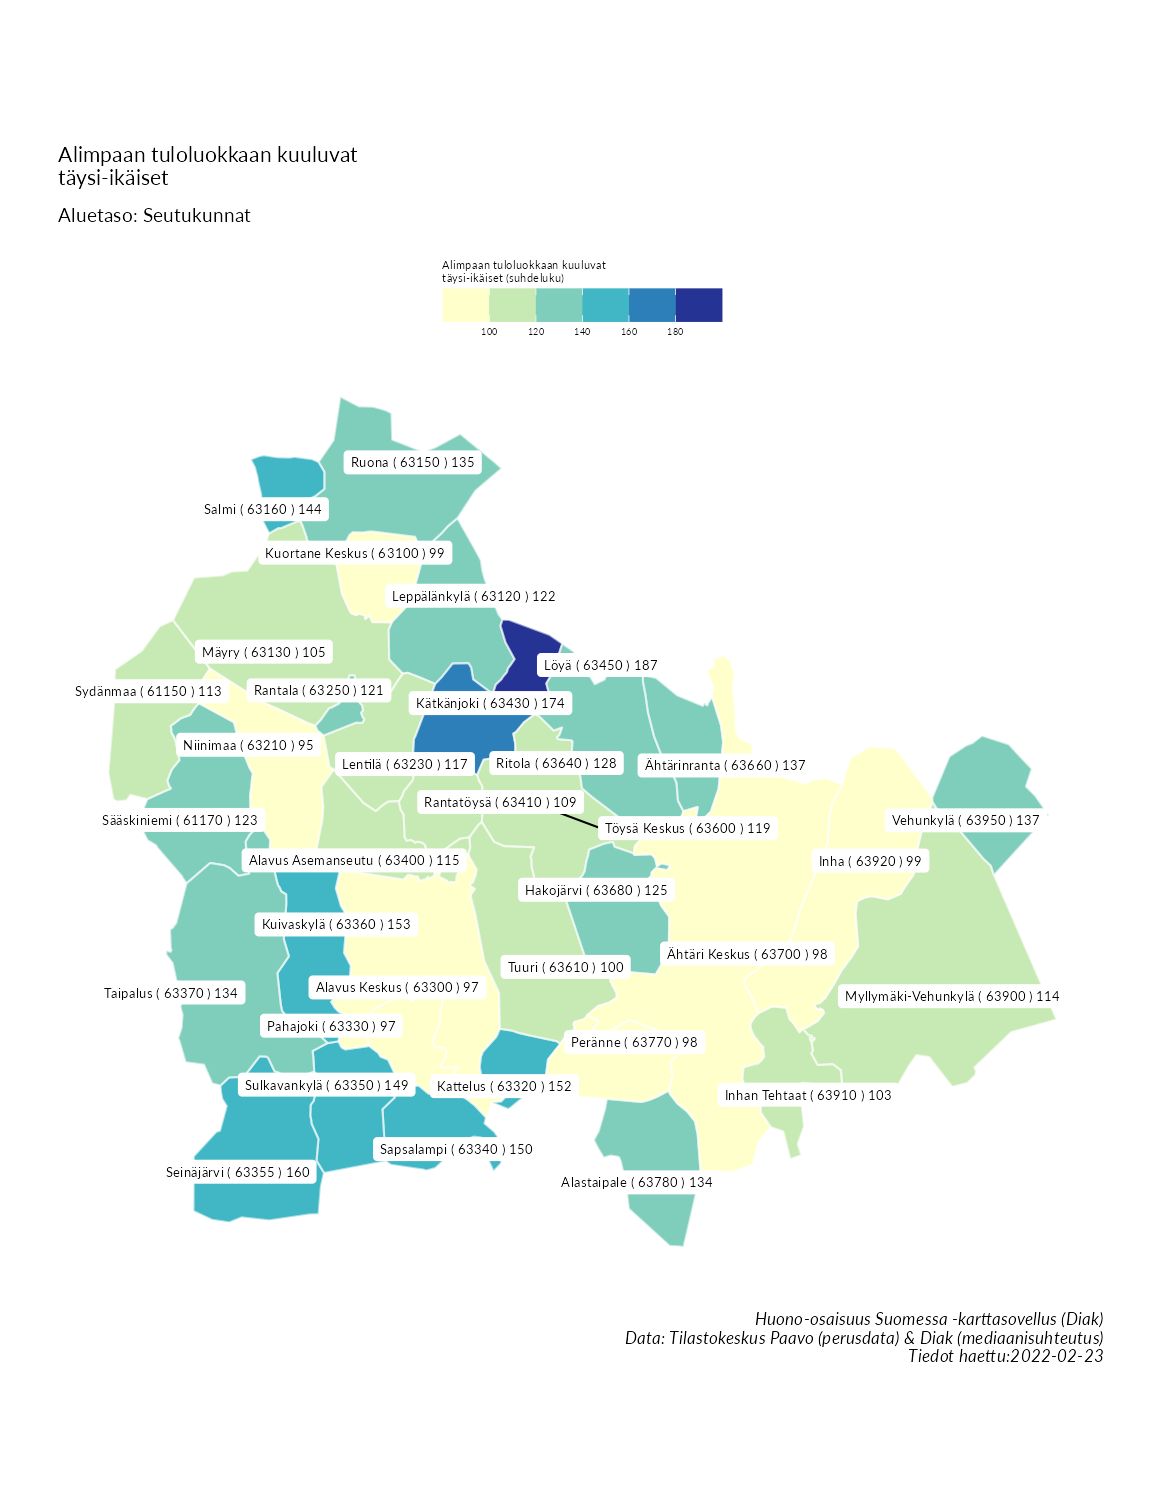 Alimpaan tuloluokkaan kuuluvat
täysi-ikäiset
Aluetaso: Seutukunnat
Alimpaan tuloluokkaan kuuluvat
täysi-ikäiset (suhdeluku)
100 120 140 160 180
Ruona ( 63150 ) 135
Salmi ( 63160 ) 144
Kuortane Keskus ( 63100 ) 99
Leppälänkylä ( 63120 ) 122
Mäyry ( 63130 ) 105
Löyä ( 63450 ) 187
Sydänmaa ( 61150 ) 113
Rantala ( 63250 ) 121
Kätkänjoki ( 63430 ) 174
Niinimaa ( 63210 ) 95
Lentilä ( 63230 ) 117
Ritola ( 63640 ) 128
Ähtärinranta ( 63660 ) 137
Rantatöysä ( 63410 ) 109
Sääskiniemi ( 61170 ) 123
Töysä Keskus ( 63600 ) 119
Vehunkylä ( 63950 ) 137
Alavus Asemanseutu ( 63400 ) 115
Inha ( 63920 ) 99
Hakojärvi ( 63680 ) 125
Kuivaskylä ( 63360 ) 153
Ähtäri Keskus ( 63700 ) 98
Tuuri ( 63610 ) 100
Alavus Keskus ( 63300 ) 97
Taipalus ( 63370 ) 134
Myllymäki-Vehunkylä ( 63900 ) 114
Pahajoki ( 63330 ) 97
Peränne ( 63770 ) 98
Sulkavankylä ( 63350 ) 149
Kattelus ( 63320 ) 152
Inhan Tehtaat ( 63910 ) 103
Sapsalampi ( 63340 ) 150
Seinäjärvi ( 63355 ) 160
Alastaipale ( 63780 ) 134
Huono-osaisuus Suomessa -karttasovellus (Diak)
Data: Tilastokeskus Paavo (perusdata) & Diak (mediaanisuhteutus)
Tiedot haettu:2022-02-23